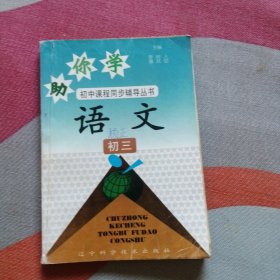 助你学
初中课程同步辅导丛书
语文
初三
CHUZHONG
KECHENG
TONGBU FUDAO
CONGSHU
辽宁科学技术出版社